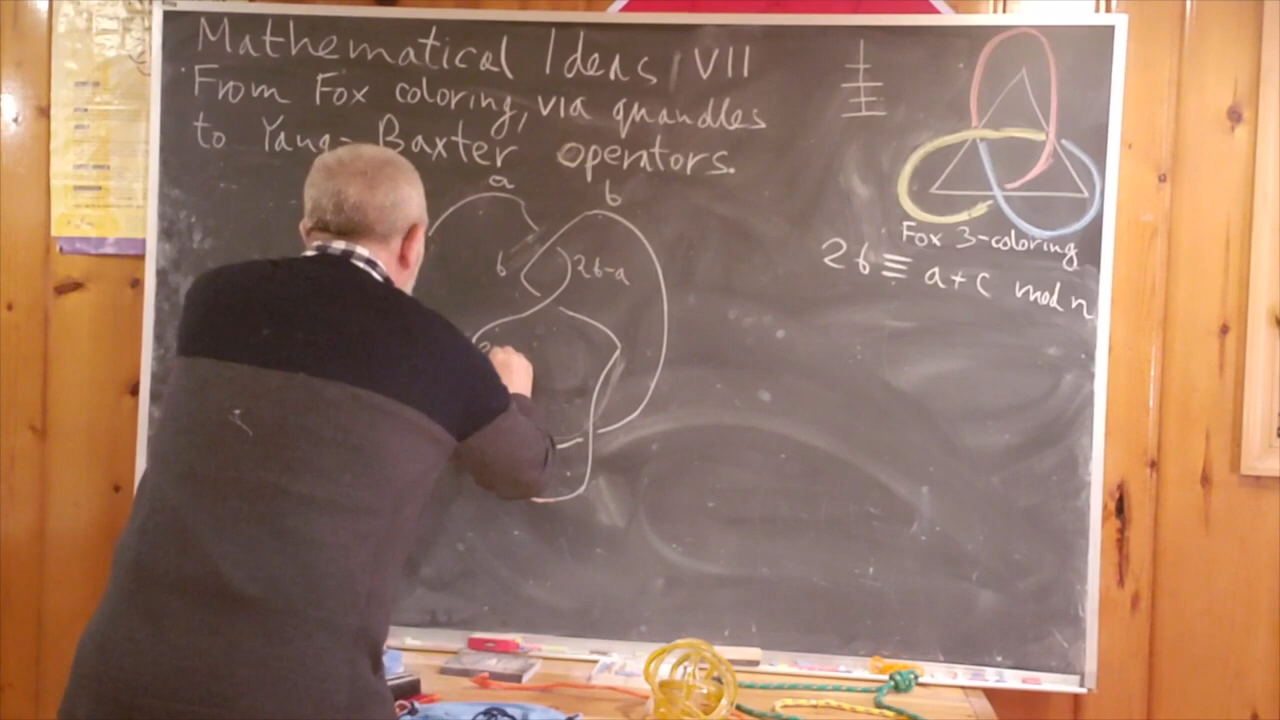 Mathematical Ideas VII
From Fox coloring, via quandles
to Yang-Baxter operators.
a
b
b
2b-a
Fox 3-coloring
2b ≡ a+c mod n